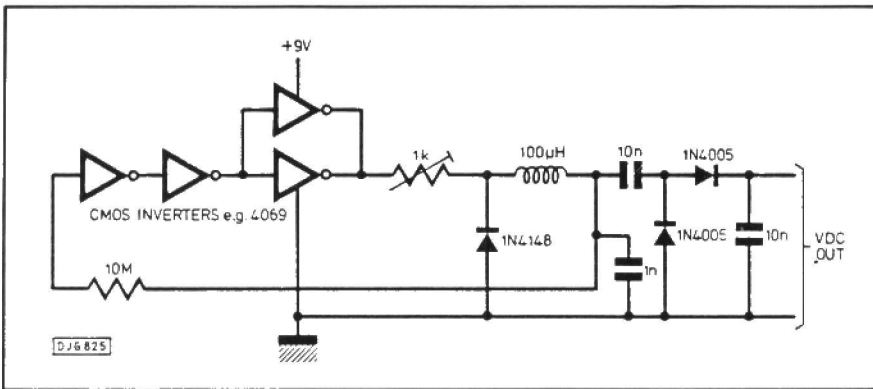 +9V
1k
100µH
10n
1N4005
CMOS INVERTERS e.g. 4069
1N4148
1N4005
10n
VDC
OUT
10M
1n
DJG825